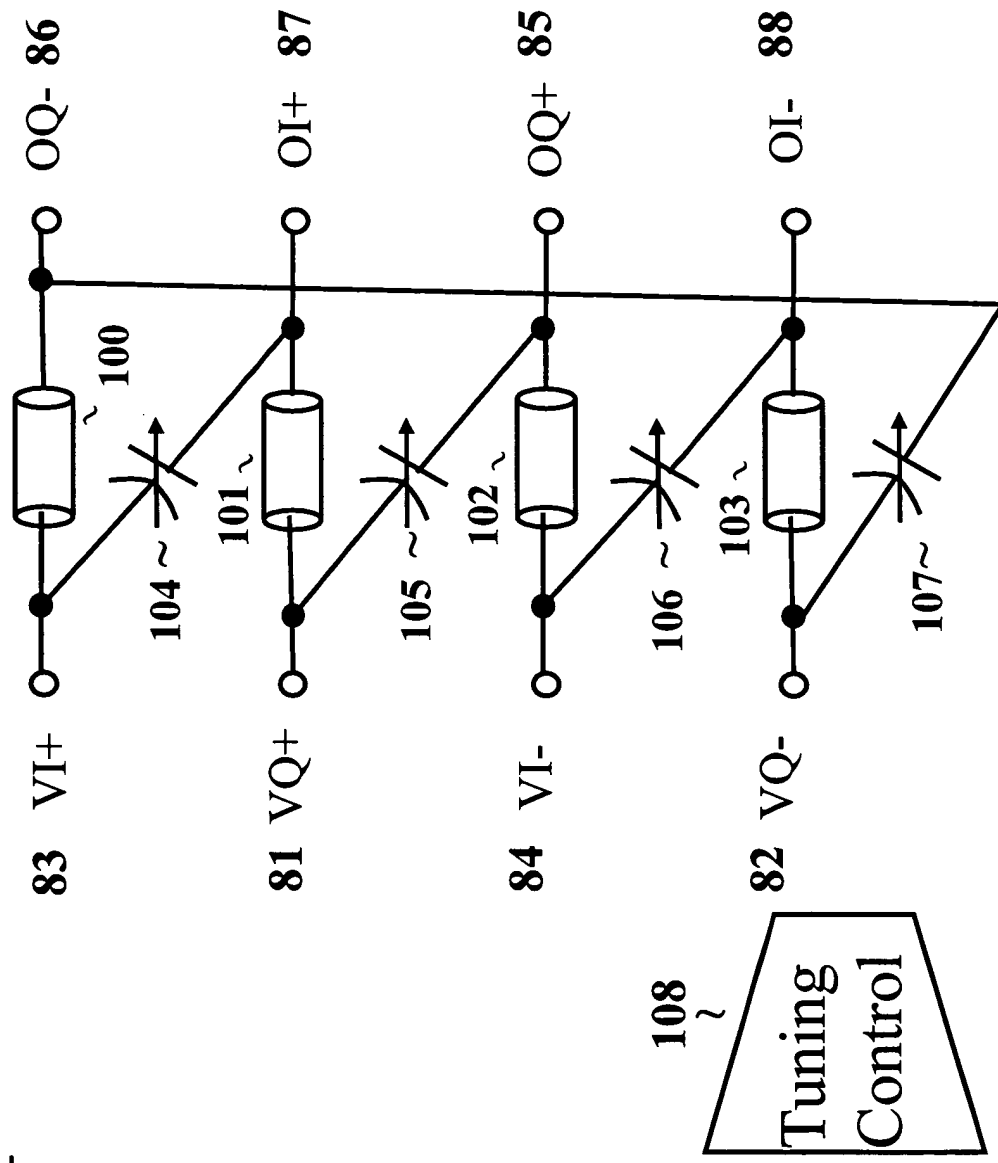 83 VI+
OQ- 86
100
104
81 VQ+
101
OI+ 87
105
84 VI-
102
OQ+ 85
106
82 VQ-
103
OI- 88
107
108
Tuning
Control